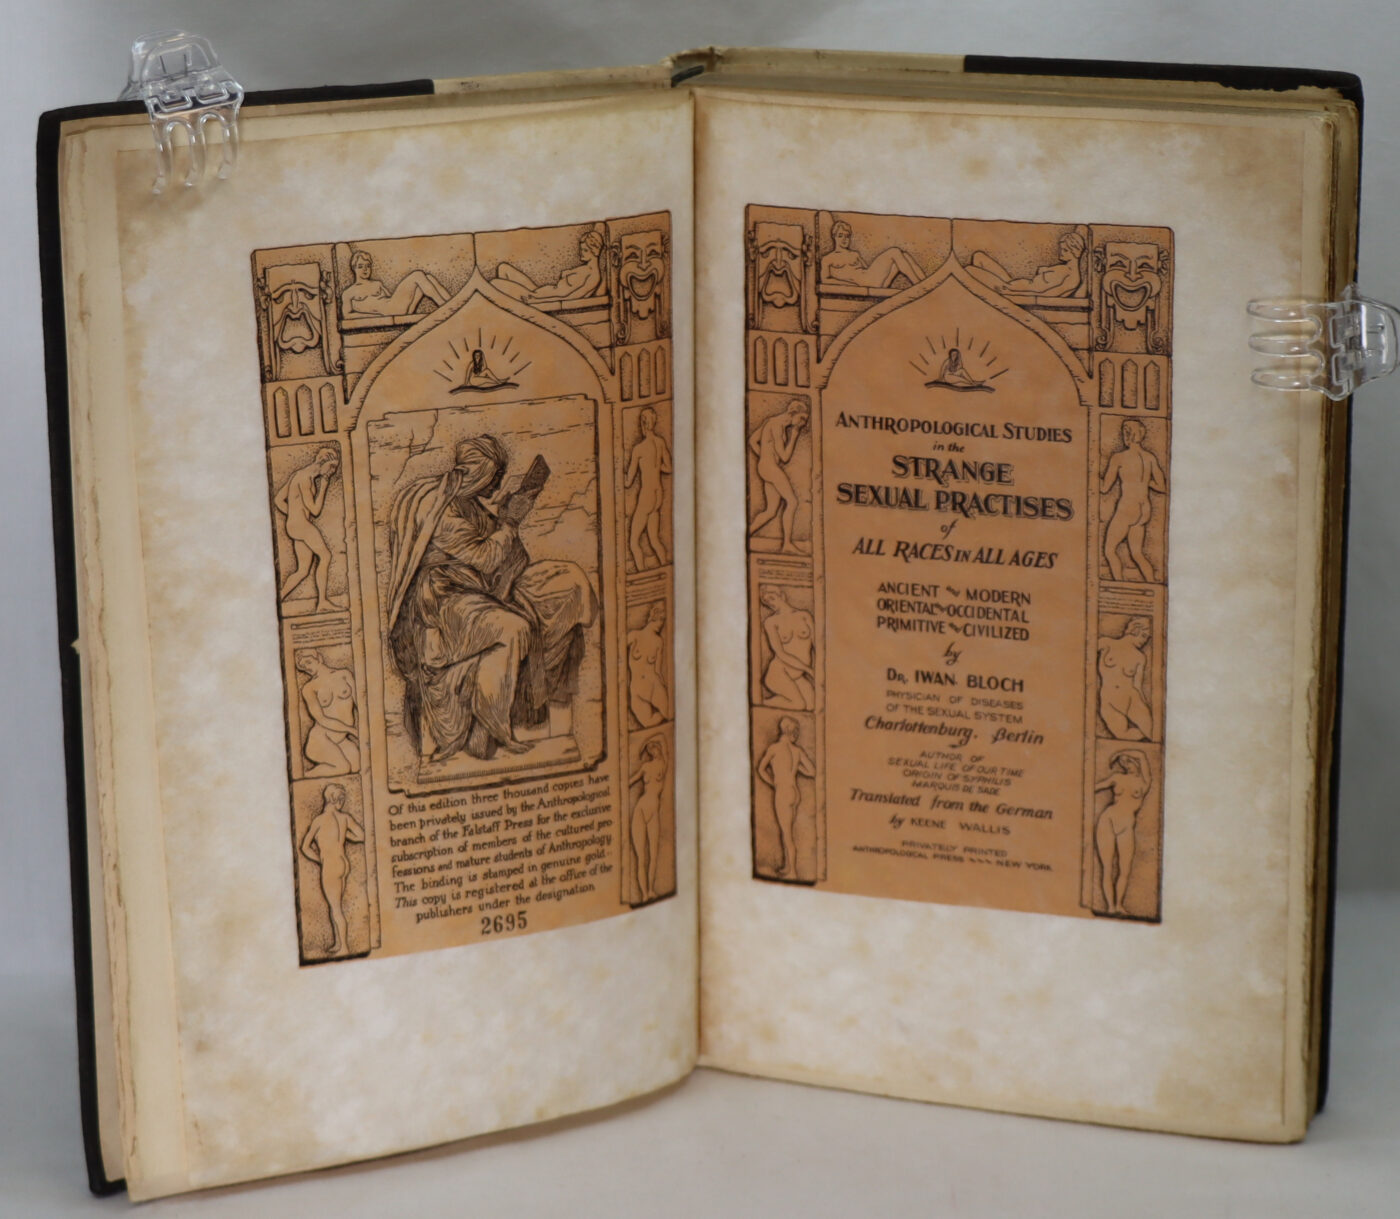 Of this edition three thousand copies have
been privately issued by the Anthropological
branch of the Falstaff Press for the exclusive
subscription of members of the cultured pro
fessions and mature students of Anthropology
The binding is stamped in genuine gold..
This copy is registered at the office of the
publishers under the designation
2695
ANTHROPOLOGICAL STUDIES
in the
STRANGE
SEXUAL PRACTISES
of
ALL RACES IN ALL AGES
ANCIENT ~ MODERN
ORIENTAL ~ OCCIDENTAL
PRIMITIVE ~ CIVILIZED
by
DR. IWAN BLOCH
PHYSICIAN OF DISEASES
OF THE SEXUAL SYSTEM
Charlottenburg, Berlin
AUTHOR OF
SEXUAL LIFE OF OUR TIME
ORIGIN OF SYPHILIS
MARQUIS DE SADE
Translated from the German
by KEENE WALLIS
PRIVATELY PRINTED
ANTHROPOLOGICAL PRESS ~~~ NEW YORK